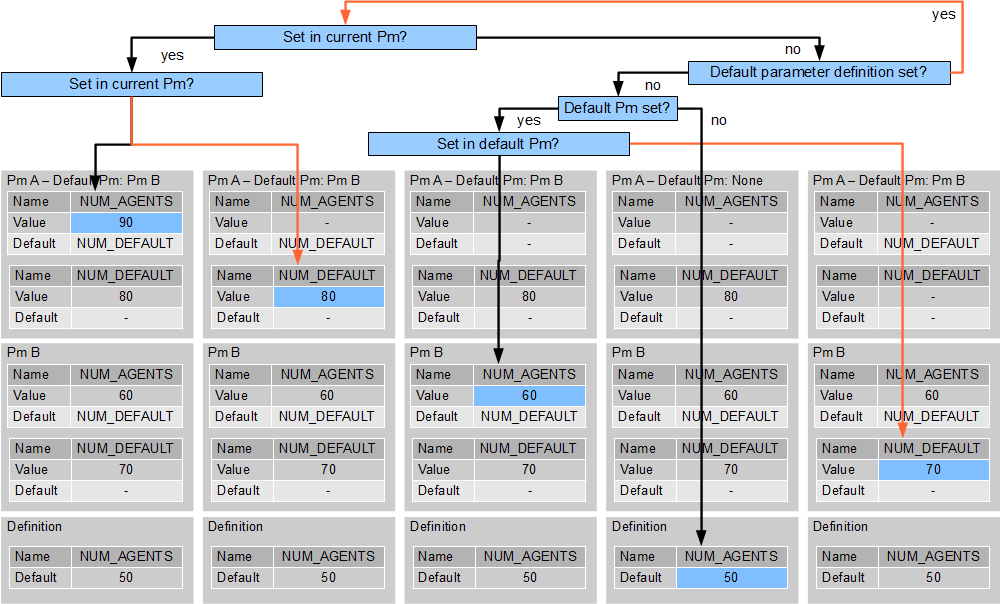 yes
Set in current Pm?
yes
no
Set in current Pm?
Default parameter definition set?
no
Default Pm set?
yes
no
Set in default Pm?
Pm A – Default Pm: Pm B
Name NUM_AGENTS
Value 90
Default NUM_DEFAULT
Name NUM_DEFAULT
Value 80
Default -
Pm B
Name NUM_AGENTS
Value 60
Default NUM_DEFAULT
Name NUM_DEFAULT
Value 70
Default -
Definition
Name NUM_AGENTS
Default 50
Pm A – Default Pm: Pm B
Name NUM_AGENTS
Value -
Default NUM_DEFAULT
Name NUM_DEFAULT
Value 80
Default -
Pm B
Name NUM_AGENTS
Value 60
Default NUM_DEFAULT
Name NUM_DEFAULT
Value 70
Default -
Definition
Name NUM_AGENTS
Default 50
Pm A – Default Pm: Pm B
Name NUM_AGENTS
Value -
Default -
Name NUM_DEFAULT
Value 80
Default -
Pm B
Name NUM_AGENTS
Value 60
Default NUM_DEFAULT
Name NUM_DEFAULT
Value 70
Default -
Definition
Name NUM_AGENTS
Default 50
Pm A – Default Pm: None
Name NUM_AGENTS
Value -
Default -
Name NUM_DEFAULT
Value 80
Default -
Pm B
Name NUM_AGENTS
Value 60
Default NUM_DEFAULT
Name NUM_DEFAULT
Value 70
Default -
Definition
Name NUM_AGENTS
Default 50
Pm A – Default Pm: Pm B
Name NUM_AGENTS
Value -
Default NUM_DEFAULT
Name NUM_DEFAULT
Value -
Default -
Pm B
Name NUM_AGENTS
Value 60
Default NUM_DEFAULT
Name NUM_DEFAULT
Value 70
Default -
Definition
Name NUM_AGENTS
Default 50